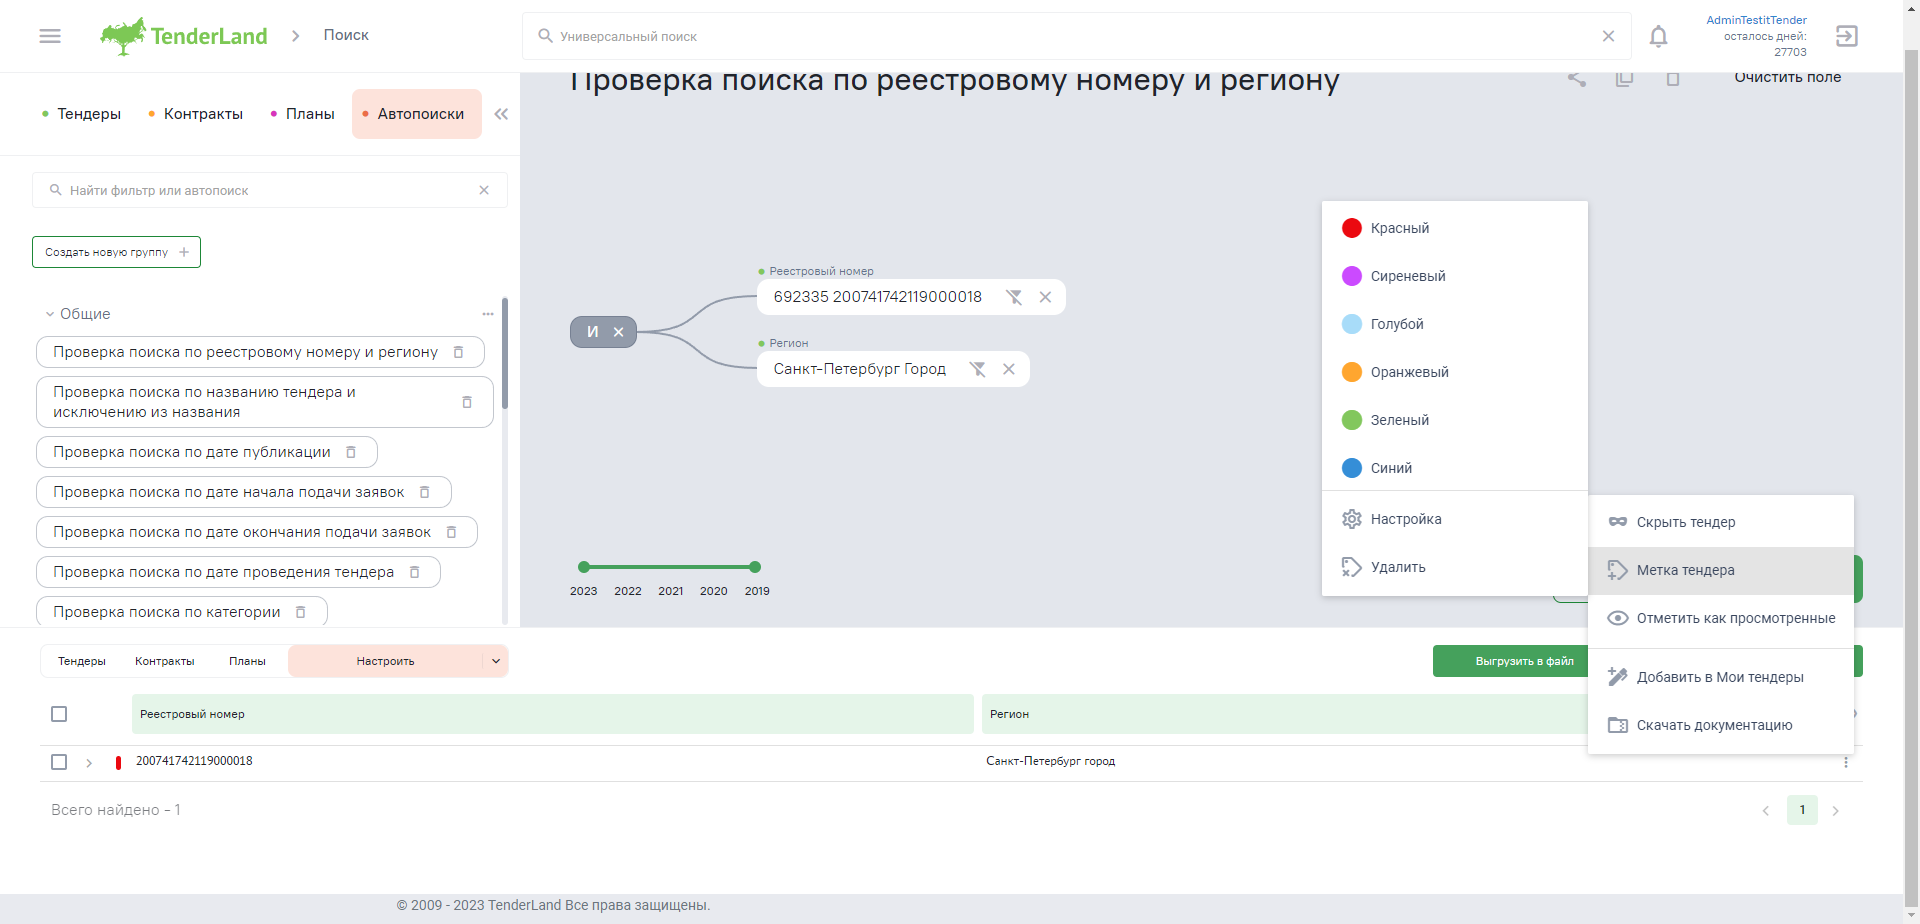 TenderLand
Поиск
Универсальный поиск
AdminTestitTender
осталось дней:
27703
Тендеры
Контракты
Планы
Автопоиски
Проверка поиска по реестровому номеру и региону
Очистить поле
Найти фильтр или автопоиск
Создать новую группу
Общие
Проверка поиска по реестровому номеру и региону
Проверка поиска по названию тендера и
исключению из названия
Проверка поиска по дате публикации
Проверка поиска по дате начала подачи заявок
Проверка поиска по дате окончания подачи заявок
Проверка поиска по дате проведения тендера
Проверка поиска по категории
И
Реестровый номер
692335 200741742119000018
Регион
Санкт-Петербург Город
2023
2022
2021
2020
2019
Красный
Сиреневый
Голубой
Оранжевый
Зеленый
Синий
Настройка
Удалить
Скрыть тендер
Метка тендера
Отметить как просмотренные
Добавить в Мои тендеры
Скачать документацию
Тендеры
Контракты
Планы
Настроить
Выгрузить в файл
Реестровый номер
Регион
200741742119000018
Санкт-Петербург город
Всего найдено - 1
1
© 2009 - 2023 TenderLand Все права защищены.